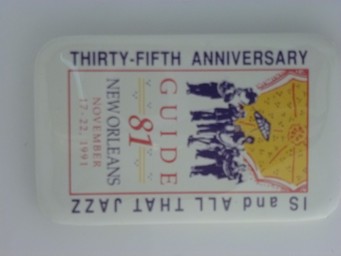 THIRTY-FIFTH ANNIVERSARY
GUIDE
81
NEW ORLEANS
NOVEMBER
17-22, 1991
IS and ALL THAT JAZZ